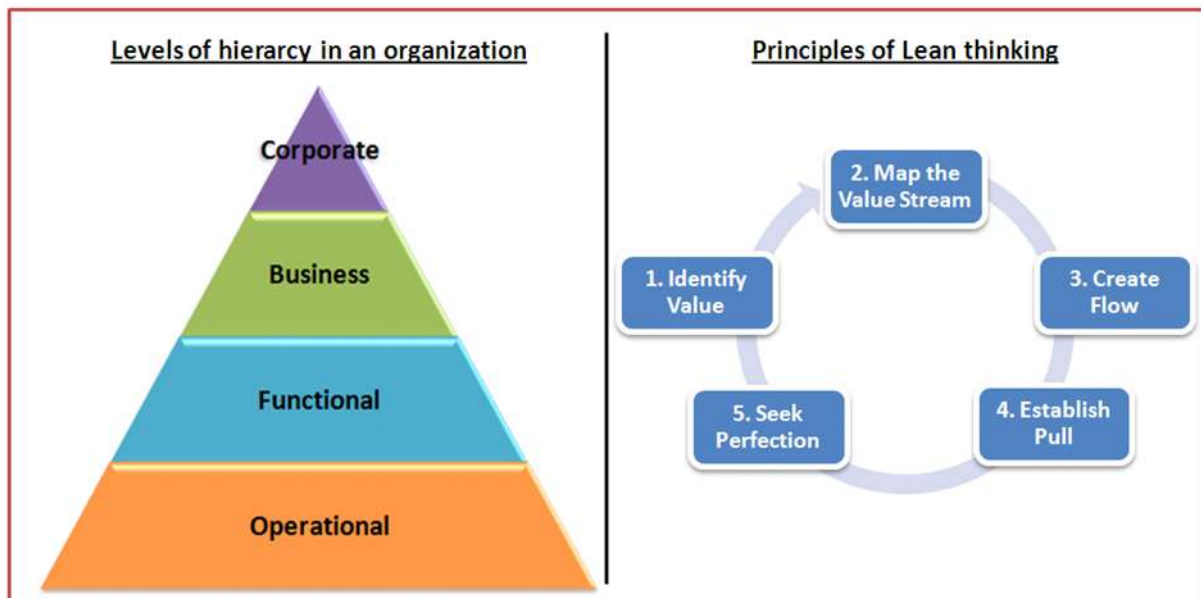 Levels of hierarcy in an organization
Corporate
Business
Functional
Operational
Principles of Lean thinking
2. Map the
Value Stream
1. Identify
Value
3. Create
Flow
5. Seek
Perfection
4. Establish
Pull